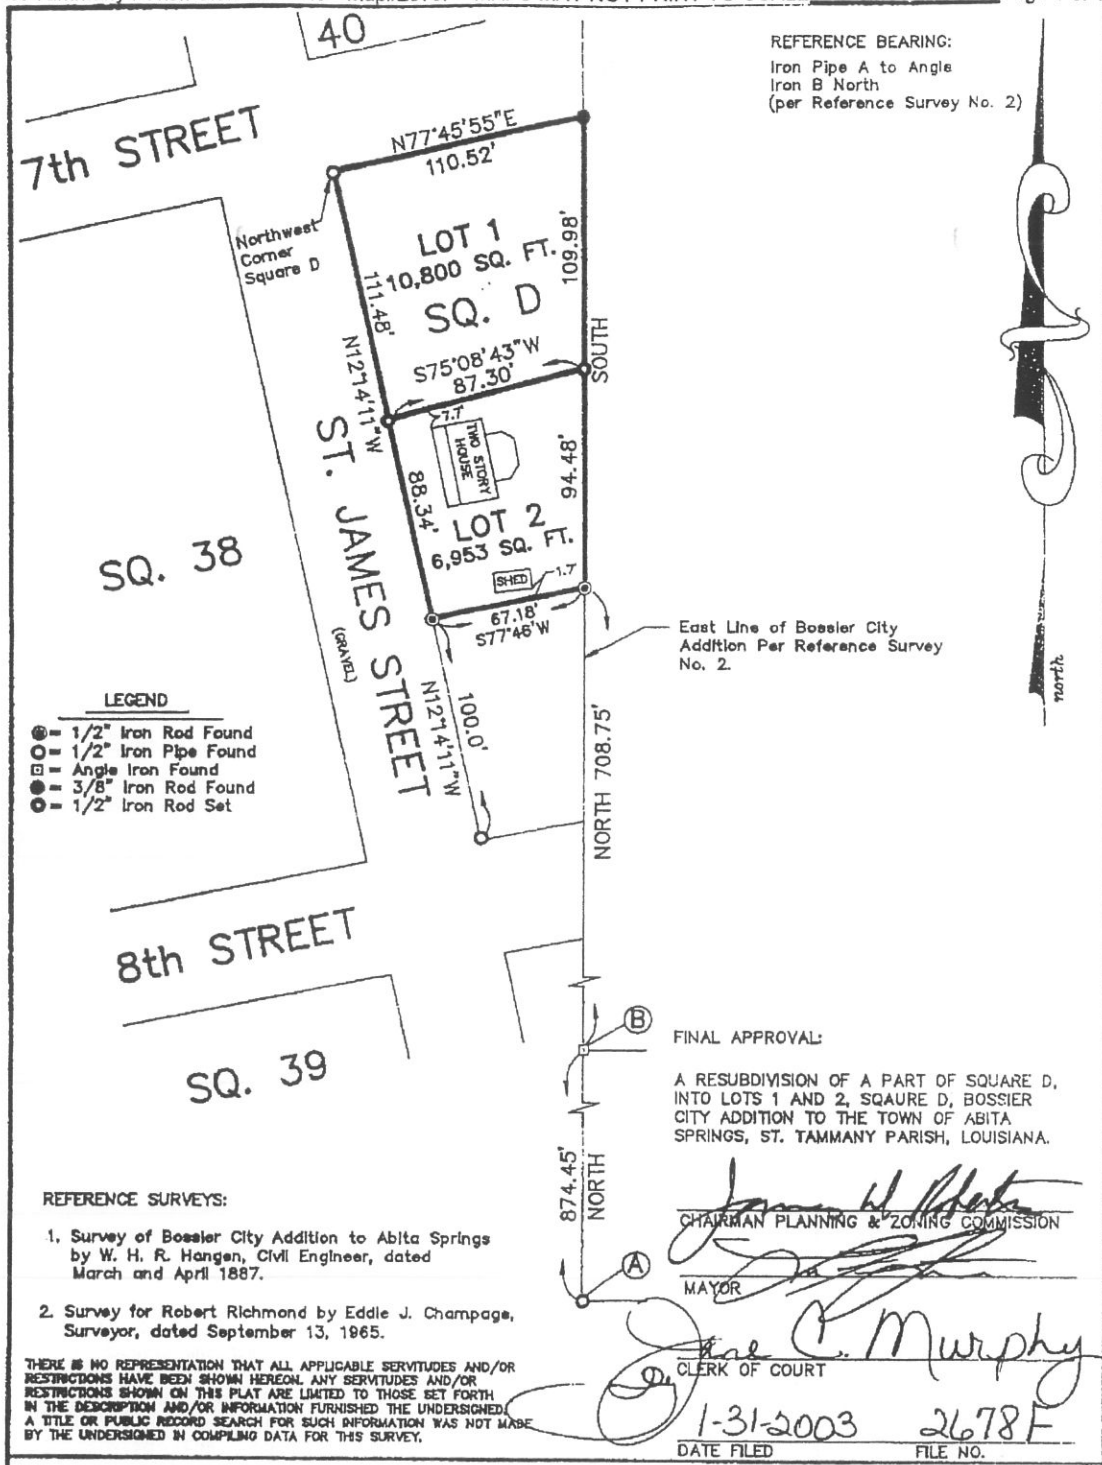 40
REFERENCE BEARING:
Iron Pipe A to Angle
Iron B North
(per Reference Survey No. 2)
7th STREET
N77°45'55"E
110.52'
Northwest
Corner
Square D
LOT 1
10,800 SQ. FT.
SQ. D
111.48'
109.98'
N12°14'11"W
SOUTH
S75°08'43"W
87.30'
7.7'
TWO STORY
HOUSE
88.34'
94.48'
LOT 2
6,953 SQ. FT.
SHED
1.7'
67.18'
S77°46'W
ST. JAMES STREET
(GRAVEL)
SQ. 38
East Line of Bossier City
Addition Per Reference Survey
No. 2.
north
N12°14'11"W
100.0'
NORTH 708.75'
LEGEND
= 1/2" Iron Rod Found
= 1/2" Iron Pipe Found
= Angle Iron Found
= 3/8" Iron Rod Found
= 1/2" Iron Rod Set
8th STREET
SQ. 39
B
874.45'
NORTH
A
FINAL APPROVAL:
A RESUBDIVISION OF A PART OF SQUARE D,
INTO LOTS 1 AND 2, SQAURE D, BOSSIER
CITY ADDITION TO THE TOWN OF ABITA
SPRINGS, ST. TAMMANY PARISH, LOUISIANA.
CHAIRMAN PLANNING & ZONING COMMISSION
MAYOR
C. Murphy
CLERK OF COURT
1-31-2003
DATE FILED
2678F
FILE NO.
REFERENCE SURVEYS:
1. Survey of Bossier City Addition to Abita Springs
by W. H. R. Hangen, Civil Engineer, dated
March and April 1887.
2. Survey for Robert Richmond by Eddie J. Champage,
Surveyor, dated September 13, 1965.
THERE IS NO REPRESENTATION THAT ALL APPLICABLE SERVITUDES AND/OR
RESTRICTIONS HAVE BEEN SHOWN HEREON. ANY SERVITUDES AND/OR
RESTRICTIONS SHOWN ON THIS PLAT ARE LIMITED TO THOSE SET FORTH
IN THE DESCRIPTION AND/OR INFORMATION FURNISHED THE UNDERSIGNED.
A TITLE OR PUBLIC RECORD SEARCH FOR SUCH INFORMATION WAS NOT MADE
BY THE UNDERSIGNED IN COMPILING DATA FOR THIS SURVEY.